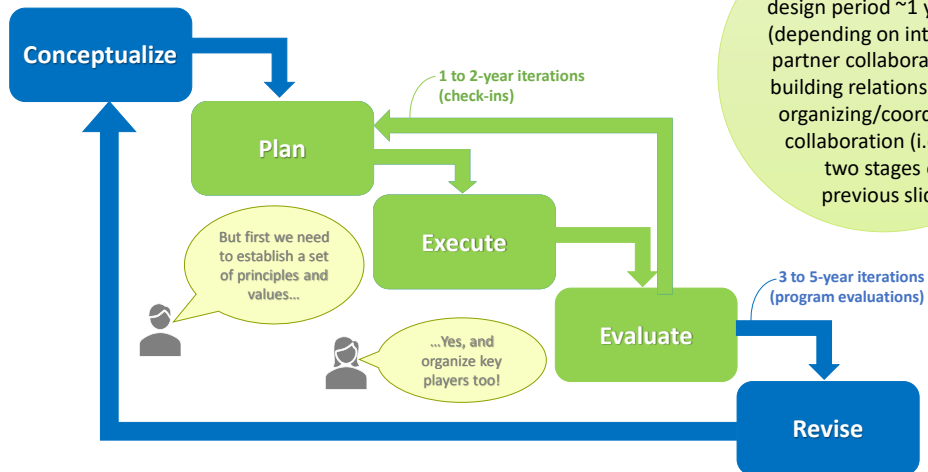 Conceptualize
design period ~1 y
(depending on int
partner collabora
building relations
organizing/coord
collaboration (i.
two stages
previous slid
1 to 2-year iterations
(check-ins)
Plan
But first we need
to establish a set
of principles and
values...
Execute
...Yes, and
organize key
players too!
Evaluate
3 to 5-year iterations
(program evaluations)
Revise